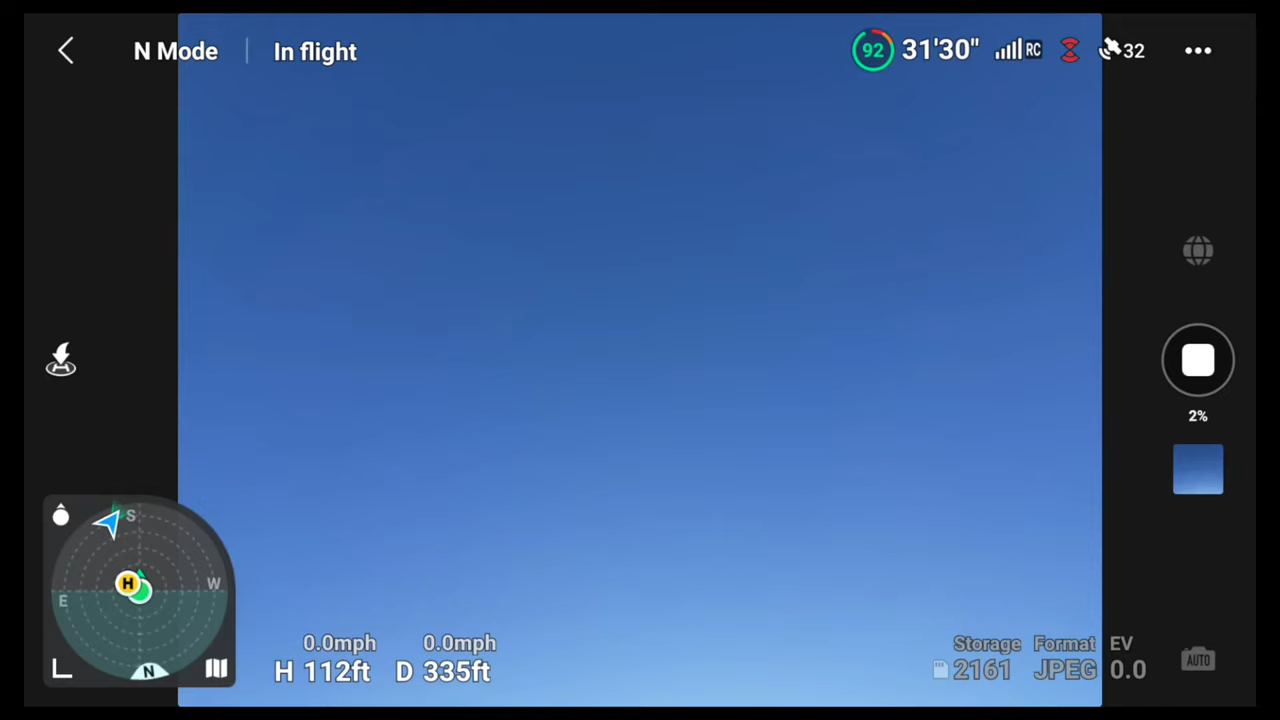 N Mode | In flight 92 31'30" RC 32
2%
S
H
W
E
N
0.0mph 0.0mph
H 112ft D 335ft
Storage Format EV
2161 JPEG 0.0
AUTO